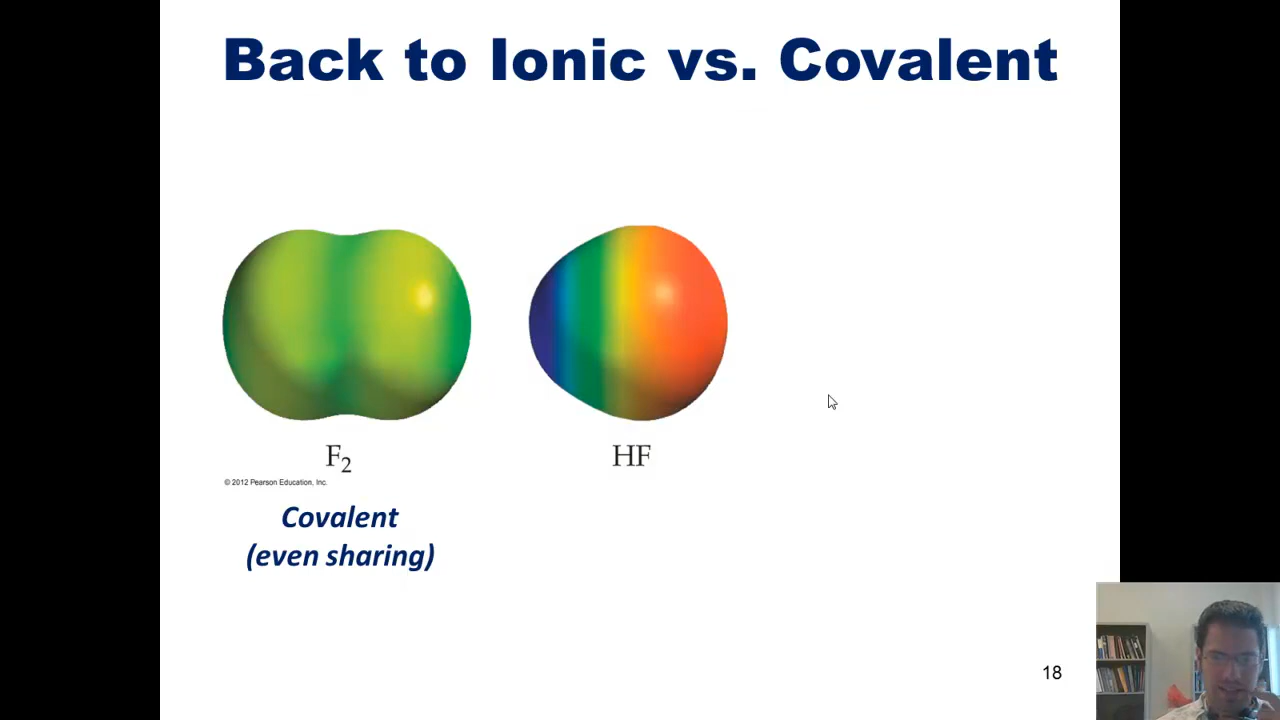 Back to Ionic vs. Covalent
F₂
HF
© 2012 Pearson Education, Inc.
Covalent
(even sharing)
18